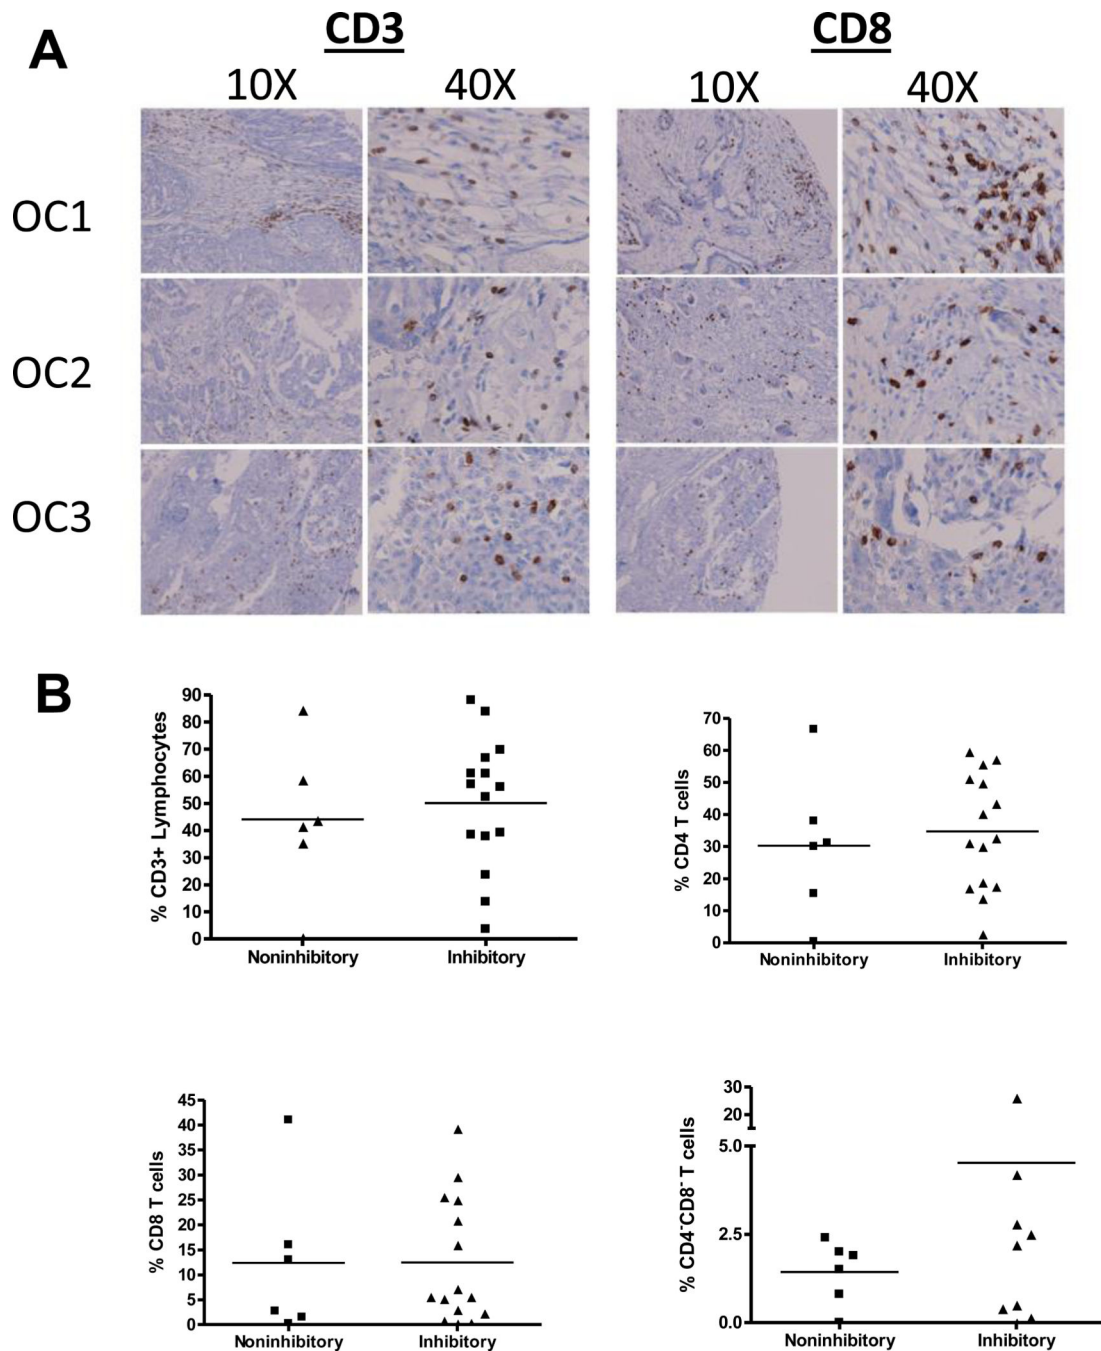 A
CD3
CD8
10X
40X
10X
40X
OC1
OC2
OC3
B
% CD3+ Lymphocytes
90
80
70
60
50
40
30
20
10
0
Noninhibitory
Inhibitory
% CD4 T cells
70
60
50
40
30
20
10
0
Noninhibitory
Inhibitory
% CD8 T cells
45
40
35
30
25
20
15
10
5
0
Noninhibitory
Inhibitory
% CD4⁻CD8⁻ T cells
30
20
5.0
2.5
0.0
Noninhibitory
Inhibitory